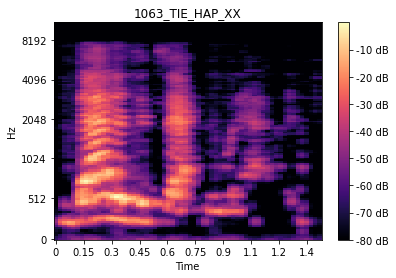 1063_TIE_HAP_XX
8192
4096
2048
1024
512
0
Hz
0 0.15 0.3 0.45 0.6 0.75 0.9 1.1 1.2 1.4
Time
-10 dB
-20 dB
-30 dB
-40 dB
-50 dB
-60 dB
-70 dB
-80 dB